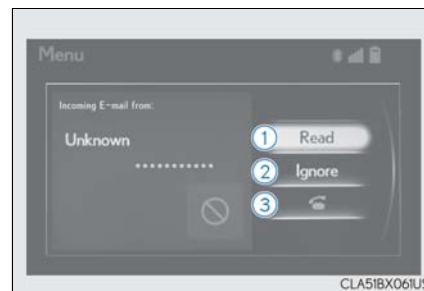 Menu
Incoming E-mail from:
Unknown
***********
1 Read
2 Ignore
3
CLA51BX061US